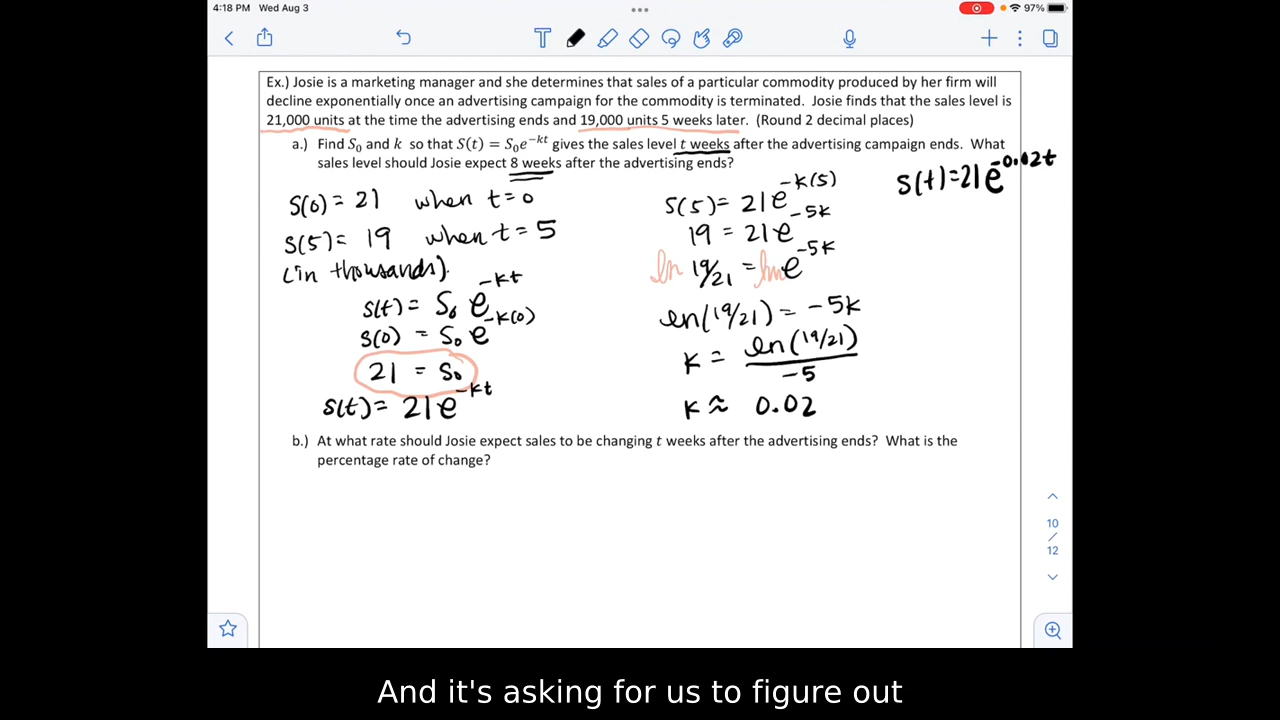 4:18 PM Wed Aug 3
97%
Ex.) Josie is a marketing manager and she determines that sales of a particular commodity produced by her firm will
decline exponentially once an advertising campaign for the commodity is terminated. Josie finds that the sales level is
21,000 units at the time the advertising ends and 19,000 units 5 weeks later. (Round 2 decimal places)
a.) Find S₀ and k so that S(t) = S₀e^{-kt} gives the sales level t weeks after the advertising campaign ends. What
sales level should Josie expect 8 weeks after the advertising ends?
S(t)=21e^{-0.02t}
S(0) = 21 when t=0
S(5) = 19 when t=5
(in thousands).
S(t) = S₀e^{-kt}
S(0) = S₀e^{-k(0)}
21 = S₀
S(t) = 21e^{-kt}
S(5) = 21e^{-k(5)}
19 = 21e^{-5k}
ln 19/21 = ln e^{-5k}
ln(19/21) = -5k
k = ln(19/21) / -5
k ≈ 0.02
b.) At what rate should Josie expect sales to be changing t weeks after the advertising ends? What is the
percentage rate of change?
10
/
12
And it's asking for us to figure out